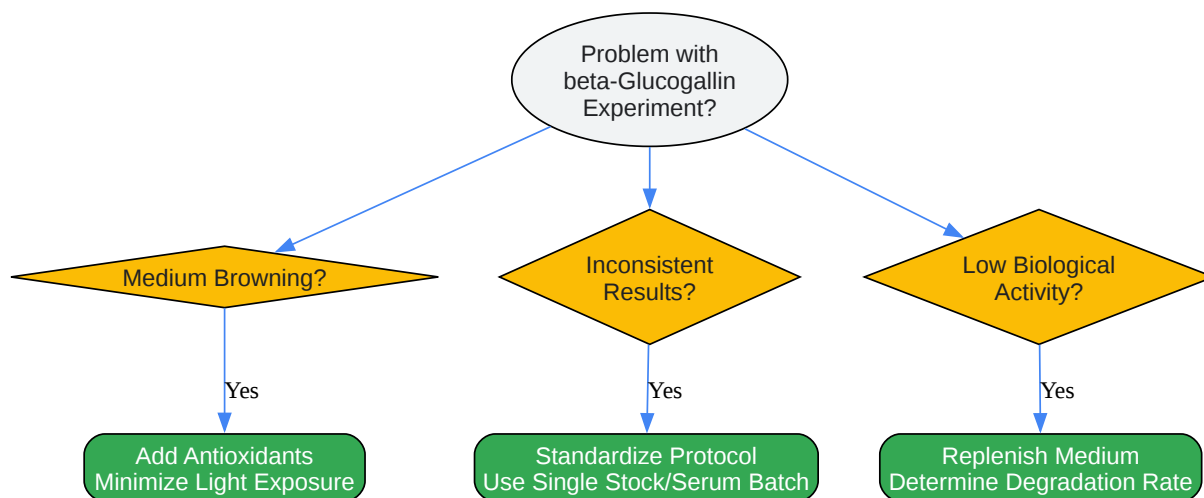 Problem with
beta-Glucogallin
Experiment?
Medium Browning?
Inconsistent
Results?
Low Biological
Activity?
Yes
Yes
Yes
Add Antioxidants
Minimize Light Exposure
Standardize Protocol
Use Single Stock/Serum Batch
Replenish Medium
Determine Degradation Rate